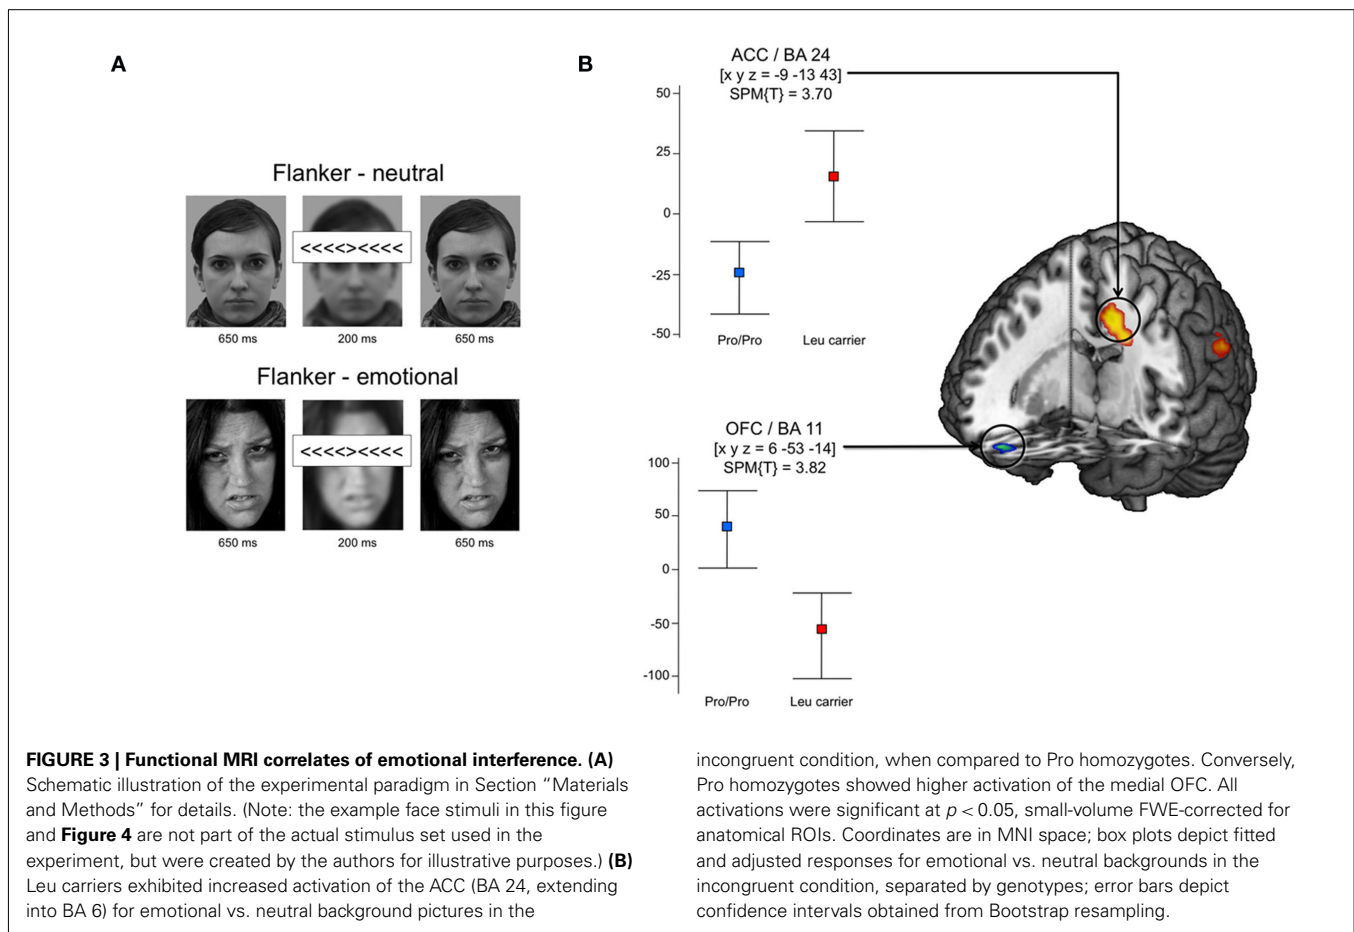 A
Flanker - neutral
<<<<><<<<
650 ms
200 ms
650 ms
Flanker - emotional
<<<<><<<<
650 ms
200 ms
650 ms
B
ACC / BA 24
[x y z = -9 -13 43]
SPM{T} = 3.70
50
25
0
-25
-50
Pro/Pro
Leu carrier
OFC / BA 11
[x y z = 6 -53 -14]
SPM{T} = 3.82
100
50
0
-50
-100
Pro/Pro
Leu carrier
FIGURE 3 | Functional MRI correlates of emotional interference. (A)
Schematic illustration of the experimental paradigm in Section “Materials
and Methods” for details. (Note: the example face stimuli in this figure
and Figure 4 are not part of the actual stimulus set used in the
experiment, but were created by the authors for illustrative purposes.) (B)
Leu carriers exhibited increased activation of the ACC (BA 24, extending
into BA 6) for emotional vs. neutral background pictures in the
incongruent condition, when compared to Pro homozygotes. Conversely,
Pro homozygotes showed higher activation of the medial OFC. All
activations were significant at p < 0.05, small-volume FWE-corrected for
anatomical ROIs. Coordinates are in MNI space; box plots depict fitted
and adjusted responses for emotional vs. neutral backgrounds in the
incongruent condition, separated by genotypes; error bars depict
confidence intervals obtained from Bootstrap resampling.